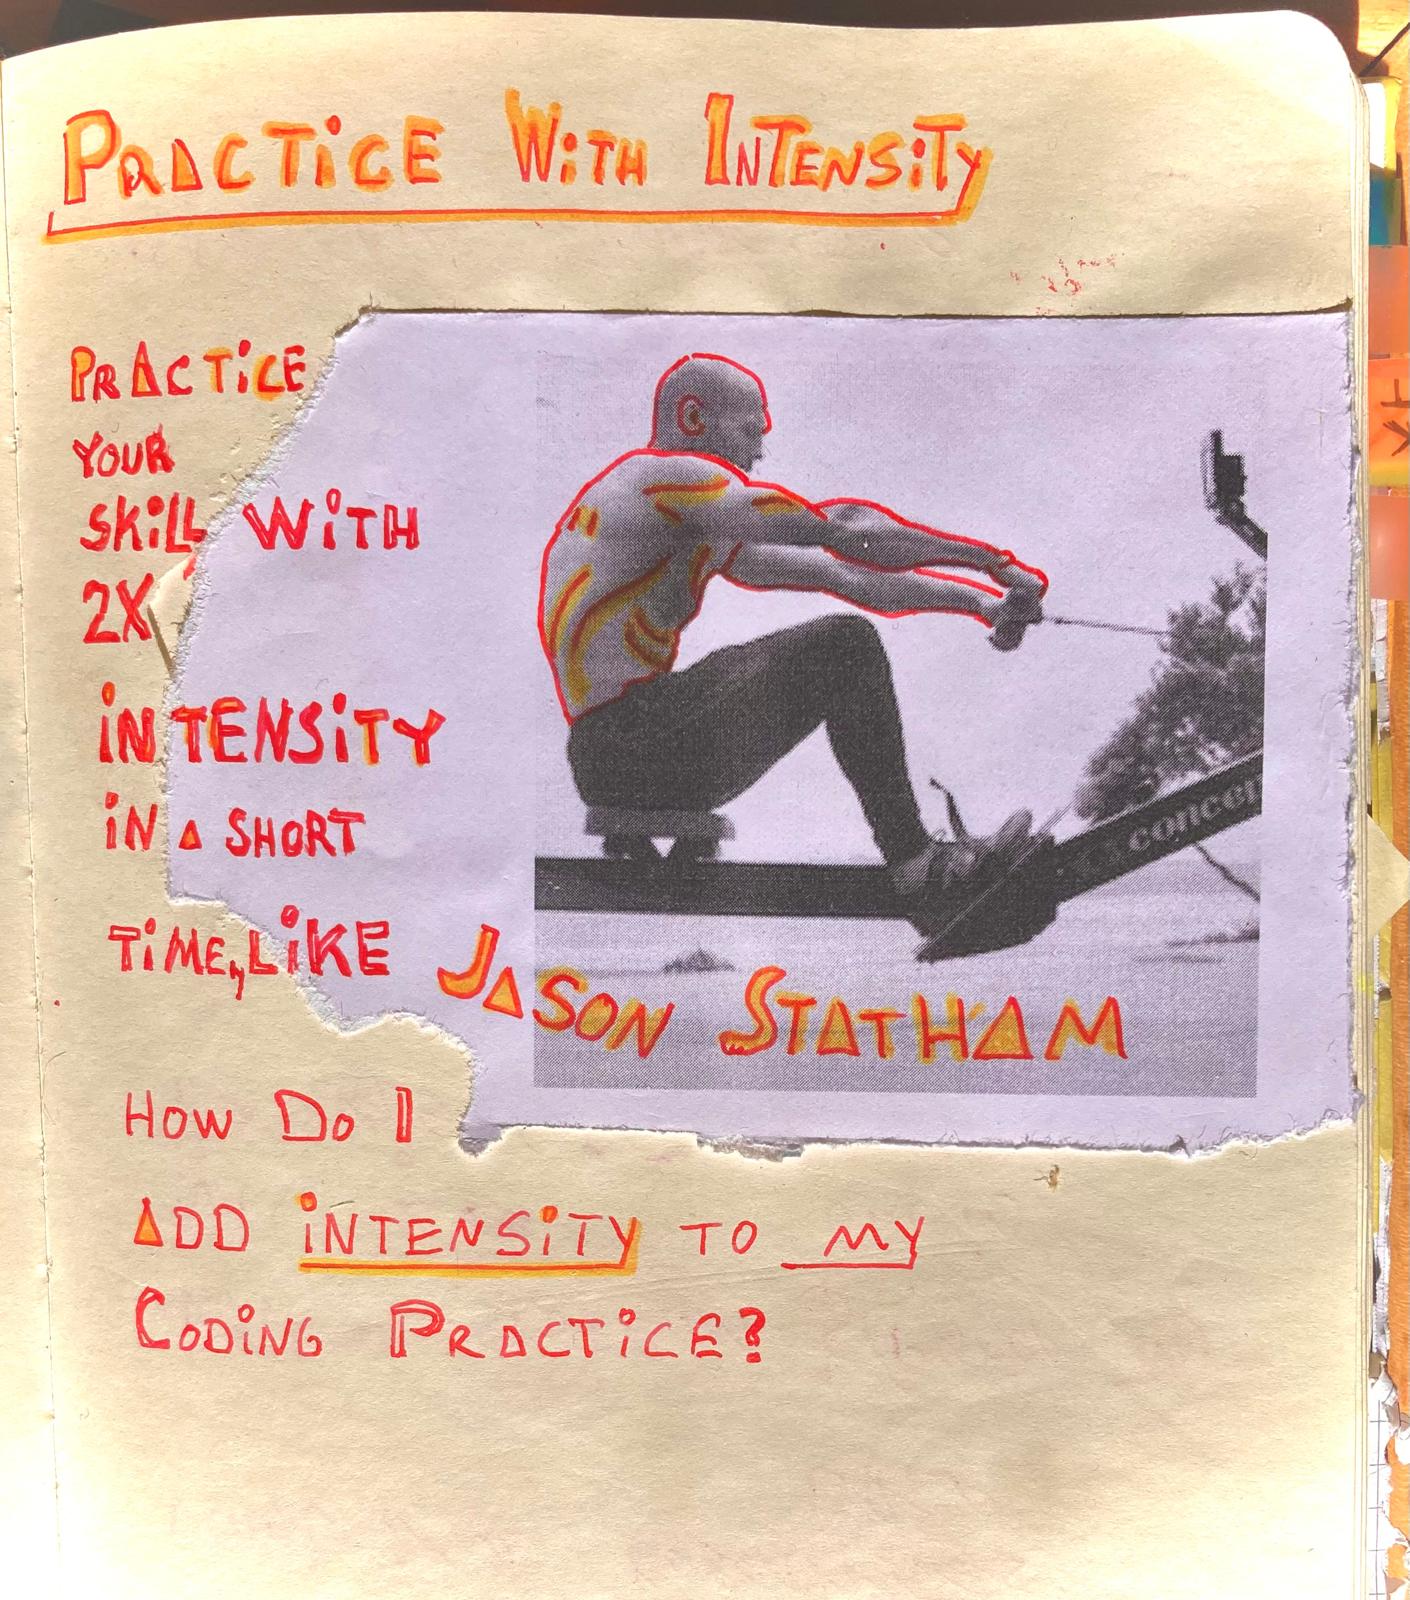 PRACTICE WITH INTENSITY
PRACTICE
YOUR
SKILL WITH
2X
INTENSITY
IN A SHORT
TIME, LIKE JASON STATHAM
HOW DO I
ADD INTENSITY TO MY
CODING PRACTICE?
concep